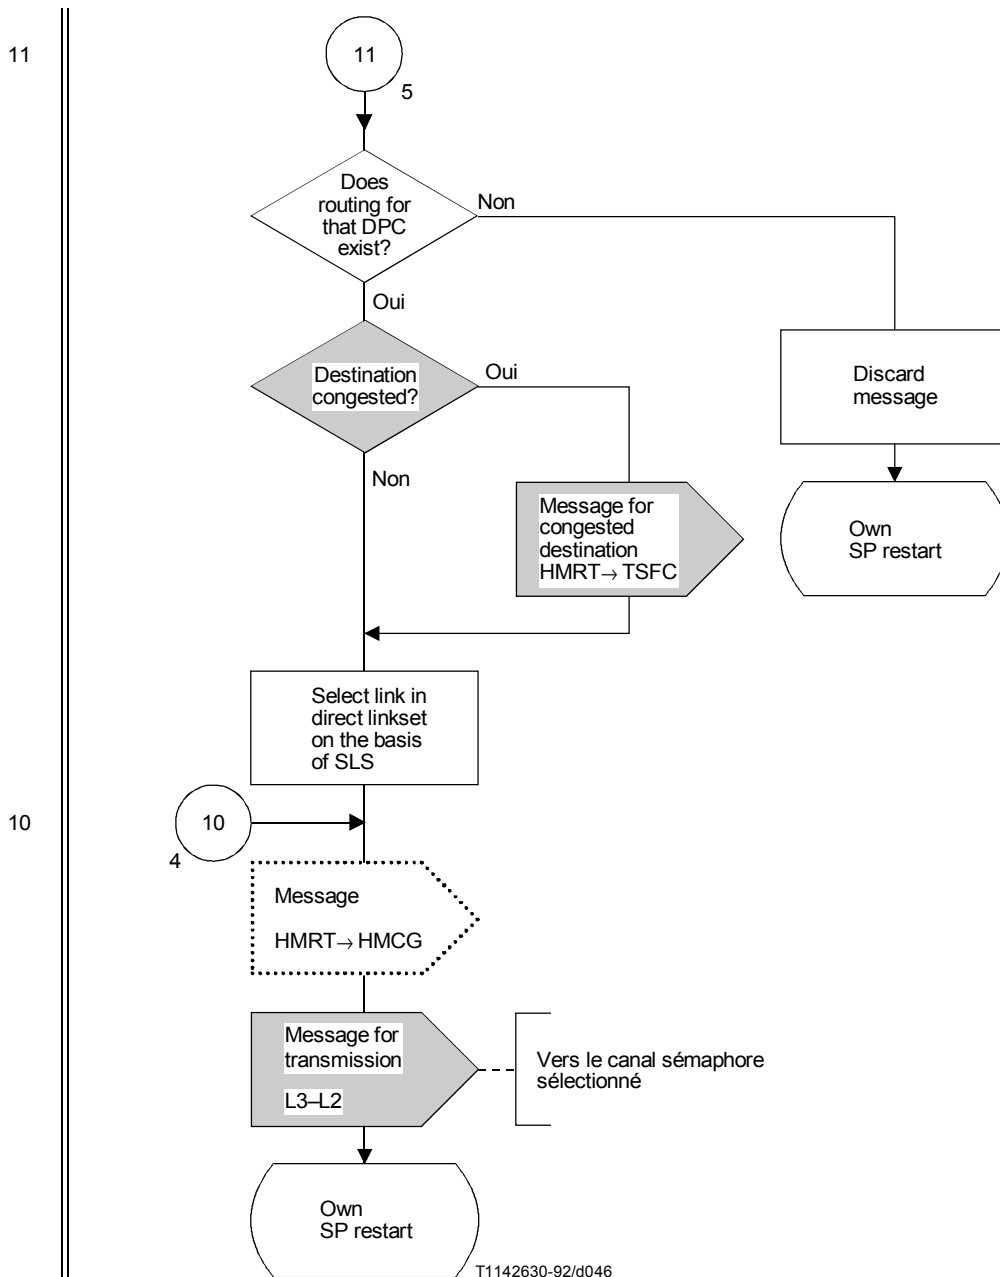 11
11
5
Does
routing for
that DPC
exist?
Non
Oui
Destination
congested?
Oui
Discard
message
Non
Message for
congested
destination
HMRT→TSFC
Own
SP restart
Select link in
direct linkset
on the basis
of SLS
10
10
4
Message
HMRT→HMCG
Message for
transmission
L3–L2
Vers le canal sémaphore
sélectionné
Own
SP restart
T1142630-92/d046